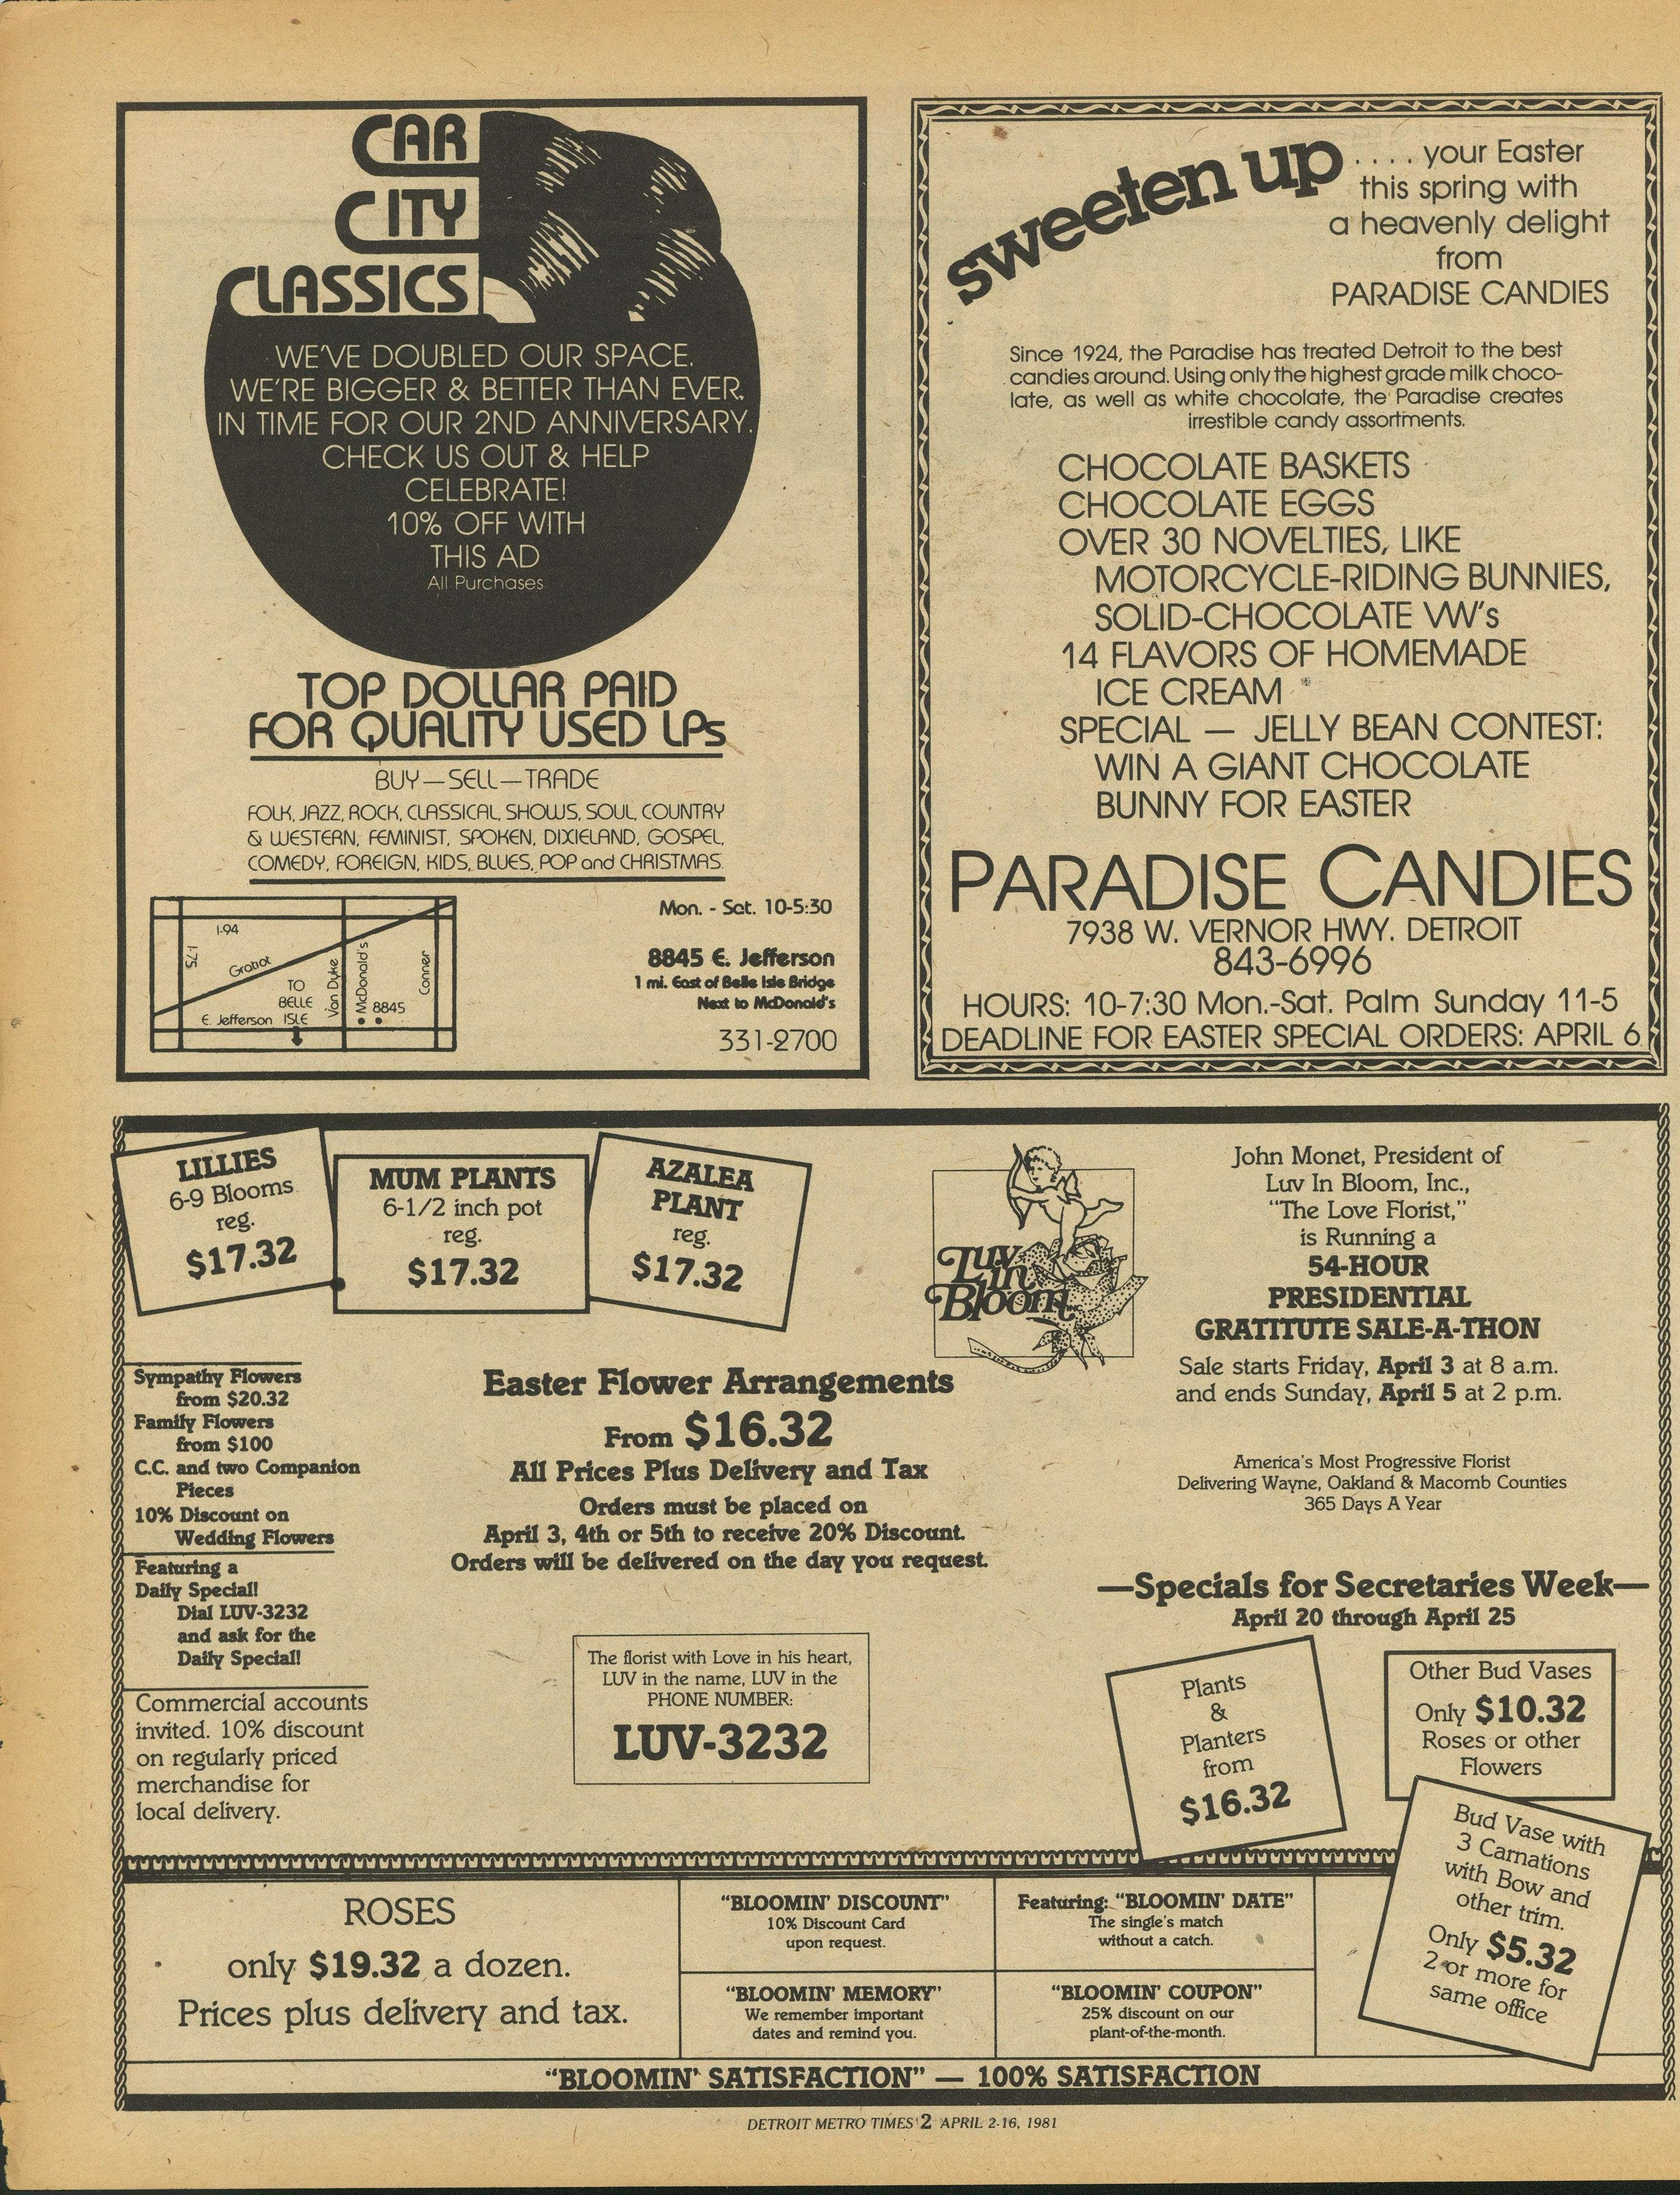 CAR
CITY
CLASSICS
WE'VE DOUBLED OUR SPACE.
WE'RE BIGGER & BETTER THAN EVER.
IN TIME FOR OUR 2ND ANNIVERSARY.
CHECK US OUT & HELP
CELEBRATE!
10% OFF WITH
THIS AD
All Purchases
TOP DOLLAR PAID
FOR QUALITY USED LPs
BUY—SELL—TRADE
FOLK, JAZZ, ROCK, CLASSICAL, SHOWS, SOUL, COUNTRY
& WESTERN, FEMINIST, SPOKEN, DIXIELAND, GOSPEL,
COMEDY, FOREIGN, KIDS, BLUES, POP and CHRISTMAS.
I-94
I-75
Gratiot
TO
BELLE
ISLE
E. Jefferson
Van Dyke
McDonald's
8845
Conner
Mon. - Sat. 10-5:30
8845 E. Jefferson
1 mi. East of Belle Isle Bridge
Next to McDonald's
331-2700
sweeten up . . . . your Easter
this spring with
a heavenly delight
from
PARADISE CANDIES
Since 1924, the Paradise has treated Detroit to the best
candies around. Using only the highest grade milk choco-
late, as well as white chocolate, the Paradise creates
irrestible candy assortments.
CHOCOLATE BASKETS
CHOCOLATE EGGS
OVER 30 NOVELTIES, LIKE
MOTORCYCLE-RIDING BUNNIES,
SOLID-CHOCOLATE VW's
14 FLAVORS OF HOMEMADE
ICE CREAM
SPECIAL — JELLY BEAN CONTEST:
WIN A GIANT CHOCOLATE
BUNNY FOR EASTER
PARADISE CANDIES
7938 W. VERNOR HWY. DETROIT
843-6996
HOURS: 10-7:30 Mon.-Sat. Palm Sunday 11-5
DEADLINE FOR EASTER SPECIAL ORDERS: APRIL 6
LILLIES
6-9 Blooms
reg.
$17.32
MUM PLANTS
6-1/2 inch pot
reg.
$17.32
AZALEA
PLANT
reg.
$17.32
Luv
in
Bloom
John Monet, President of
Luv In Bloom, Inc.,
"The Love Florist,"
is Running a
54-HOUR
PRESIDENTIAL
GRATITUTE SALE-A-THON
Sale starts Friday, April 3 at 8 a.m.
and ends Sunday, April 5 at 2 p.m.
America's Most Progressive Florist
Delivering Wayne, Oakland & Macomb Counties
365 Days A Year
Sympathy Flowers
from $20.32
Family Flowers
from $100
C.C. and two Companion
Pieces
10% Discount on
Wedding Flowers
Featuring a
Daily Special!
Dial LUV-3232
and ask for the
Daily Special!
Commercial accounts
invited. 10% discount
on regularly priced
merchandise for
local delivery.
Easter Flower Arrangements
From $16.32
All Prices Plus Delivery and Tax
Orders must be placed on
April 3, 4th or 5th to receive 20% Discount.
Orders will be delivered on the day you request.
The florist with Love in his heart,
LUV in the name, LUV in the
PHONE NUMBER:
LUV-3232
—Specials for Secretaries Week—
April 20 through April 25
Plants
&
Planters
from
$16.32
Other Bud Vases
Only $10.32
Roses or other
Flowers
Bud Vase with
3 Carnations
with Bow and
other trim.
Only $5.32
2 or more for
same office
ROSES
only $19.32 a dozen.
Prices plus delivery and tax.
"BLOOMIN' DISCOUNT"
10% Discount Card
upon request.
Featuring: "BLOOMIN' DATE"
The single's match
without a catch.
"BLOOMIN' MEMORY"
We remember important
dates and remind you.
"BLOOMIN' COUPON"
25% discount on our
plant-of-the-month.
"BLOOMIN' SATISFACTION" — 100% SATISFACTION
DETROIT METRO TIMES 2 APRIL 2-16, 1981